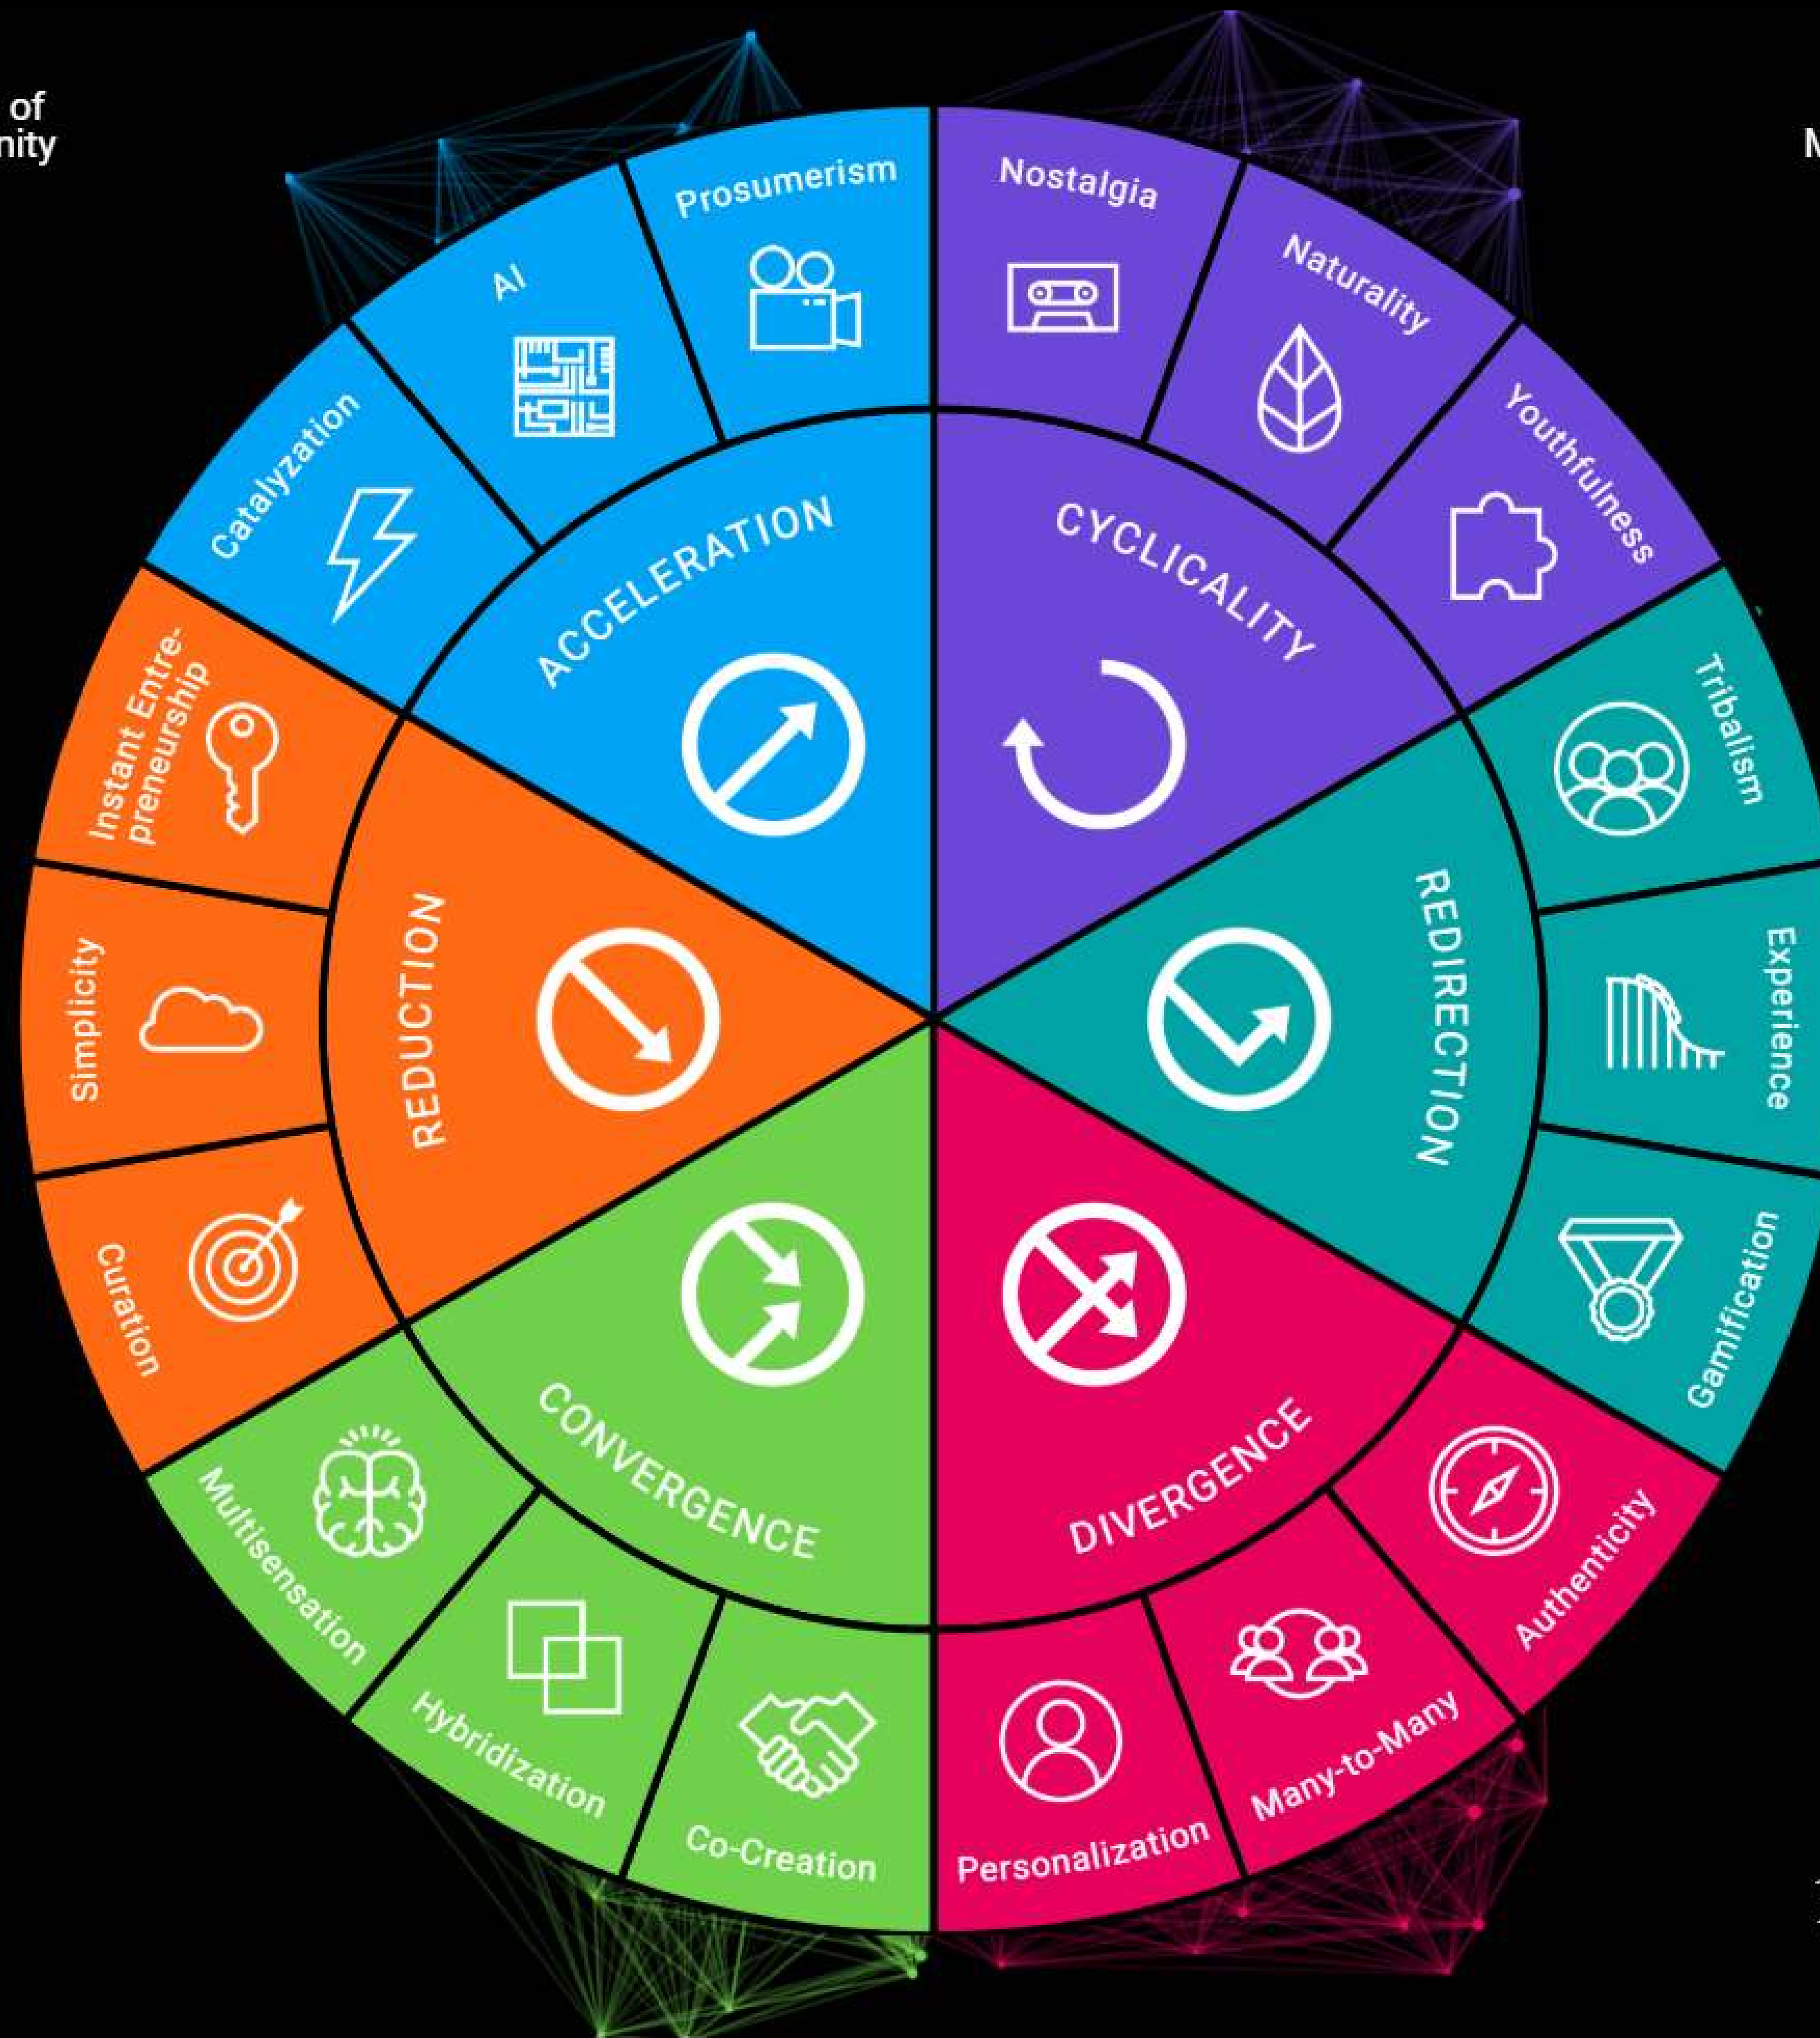 of
nity
M
Prosumerism
AI
Catalyzation
ACCELERATION
Nostalgia
Naturality
Youthfulness
CYCLICALITY
Tribalism
Experience
Gamification
REDIRECTION
Authenticity
Many-to-Many
Personalization
DIVERGENCE
Co-Creation
Hybridization
Multisensation
CONVERGENCE
Curation
Simplicity
Instant Entre-
preneurship
REDUCTION